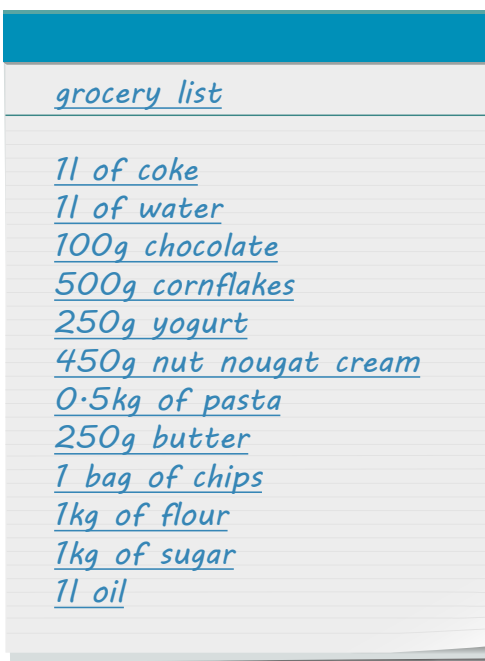 grocery list
1l of coke
1l of water
100g chocolate
500g cornflakes
250g yogurt
450g nut nougat cream
0.5kg of pasta
250g butter
1 bag of chips
1kg of flour
1kg of sugar
1l oil